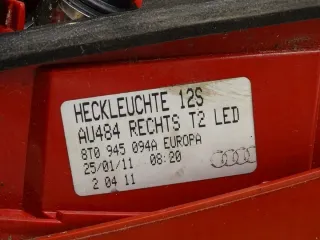 HECKLEUCHTE 12S
AU484 RECHTS T2 LED
8T0 945 094A EUROPA
25/01/11 08:20
2 04 11